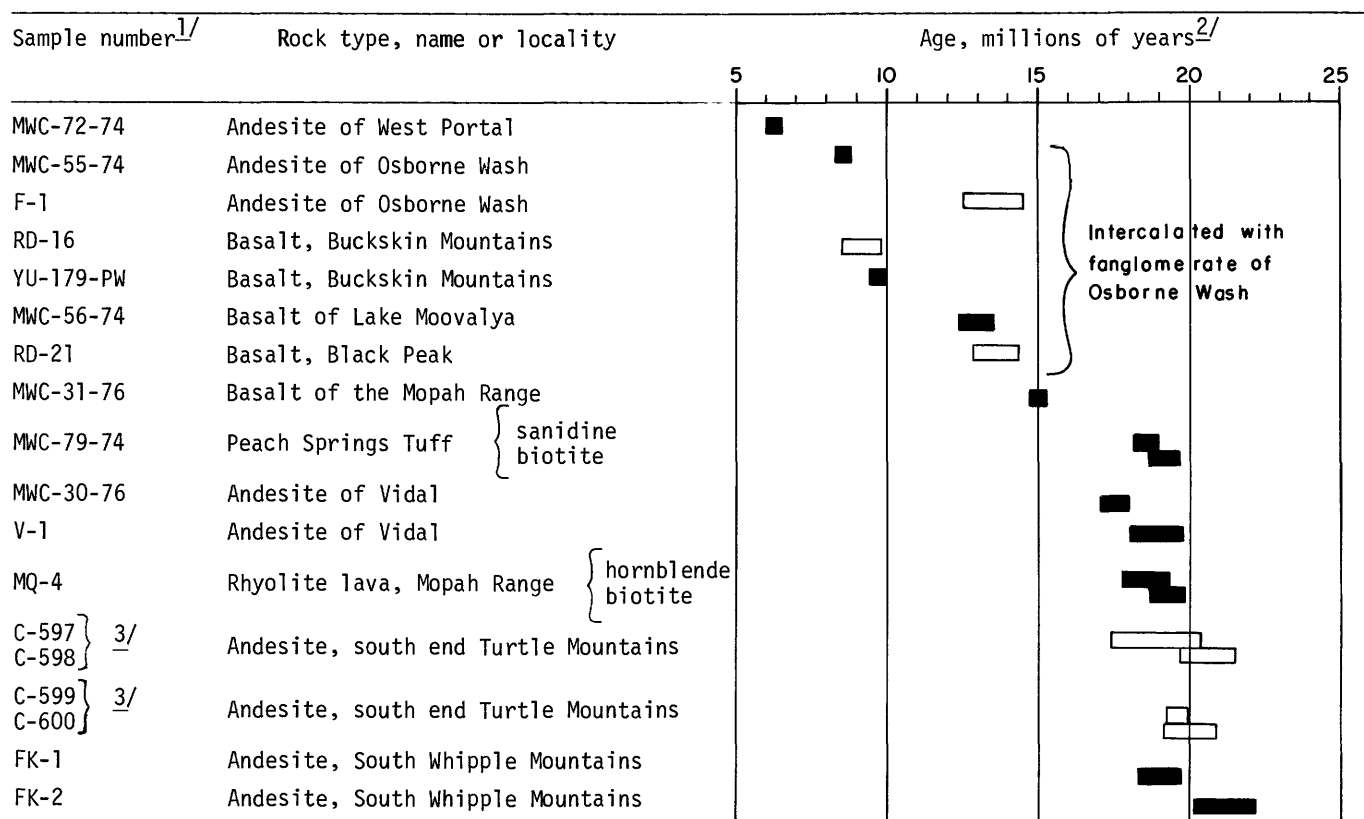 Sample number 1/ Rock type, name or locality Age, millions of years 2/
5 10 15 20 25
MWC-72-74 Andesite of West Portal
MWC-55-74 Andesite of Osborne Wash
F-1 Andesite of Osborne Wash
RD-16 Basalt, Buckskin Mountains
YU-179-PW Basalt, Buckskin Mountains
MWC-56-74 Basalt of Lake Moovalya
RD-21 Basalt, Black Peak
Intercalated with
fanglomerate of
Osborne Wash
MWC-31-76 Basalt of the Mopah Range
MWC-79-74 Peach Springs Tuff { sanidine
biotite
MWC-30-76 Andesite of Vidal
V-1 Andesite of Vidal
MQ-4 Rhyolite lava, Mopah Range { hornblende
biotite
C-597
C-598 } 3/ Andesite, south end Turtle Mountains
C-599
C-600 } 3/ Andesite, south end Turtle Mountains
FK-1 Andesite, South Whipple Mountains
FK-2 Andesite, South Whipple Mountains